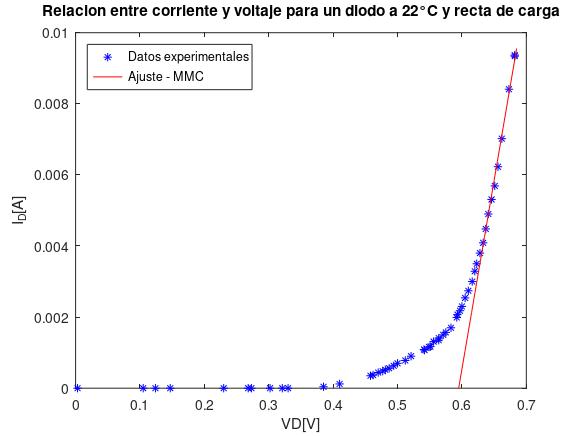 Relacion entre corriente y voltaje para un diodo a 22°C y recta de carga
0.01
Datos experimentales
Ajuste - MMC
0.008
0.006
I_D[A]
0.004
0.002
0
0 0.1 0.2 0.3 0.4 0.5 0.6 0.7
VD[V]